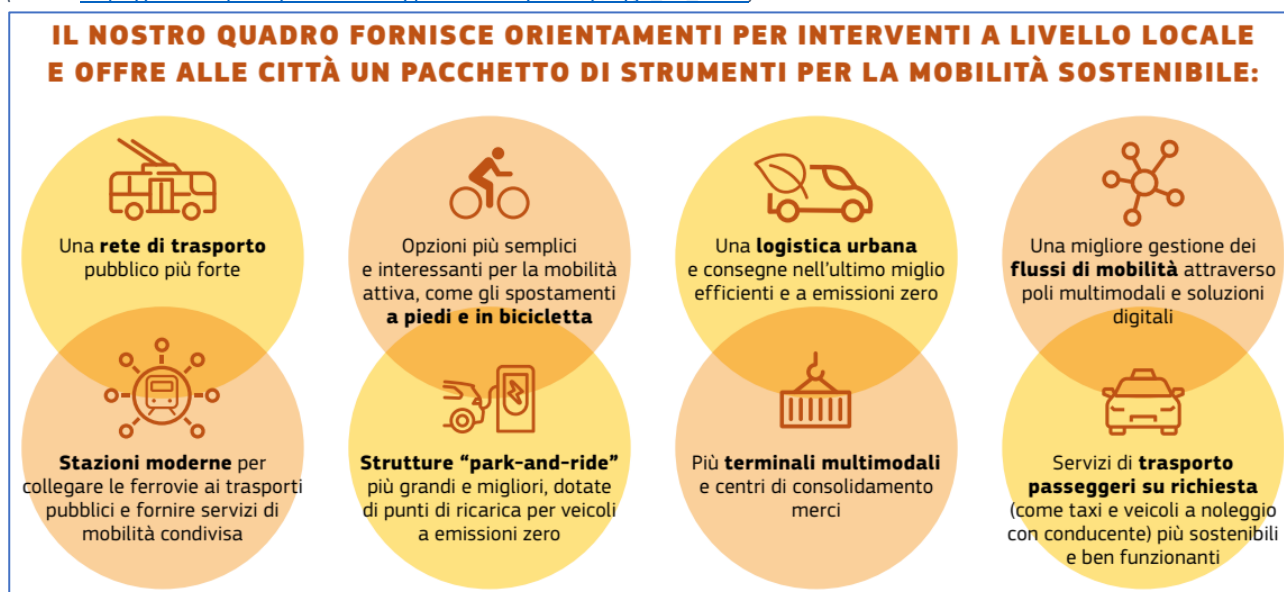 IL NOSTRO QUADRO FORNISCE ORIENTAMENTI PER INTERVENTI A LIVELLO LOCALE
E OFFRE ALLE CITTÀ UN PACCHETTO DI STRUMENTI PER LA MOBILITÀ SOSTENIBILE:
Una rete di trasporto
pubblico più forte
Opzioni più semplici
e interessanti per la mobilità
attiva, come gli spostamenti
a piedi e in bicicletta
Una logistica urbana
e consegne nell'ultimo miglio
efficienti e a emissioni zero
Una migliore gestione dei
flussi di mobilità attraverso
poli multimodali e soluzioni
digitali
Stazioni moderne per
collegare le ferrovie ai trasporti
pubblici e fornire servizi di
mobilità condivisa
Strutture "park-and-ride"
più grandi e migliori, dotate
di punti di ricarica per veicoli
a emissioni zero
Più terminali multimodali
e centri di consolidamento
merci
Servizi di trasporto
passeggeri su richiesta
(come taxi e veicoli a noleggio
con conducente) più sostenibili
e ben funzionanti